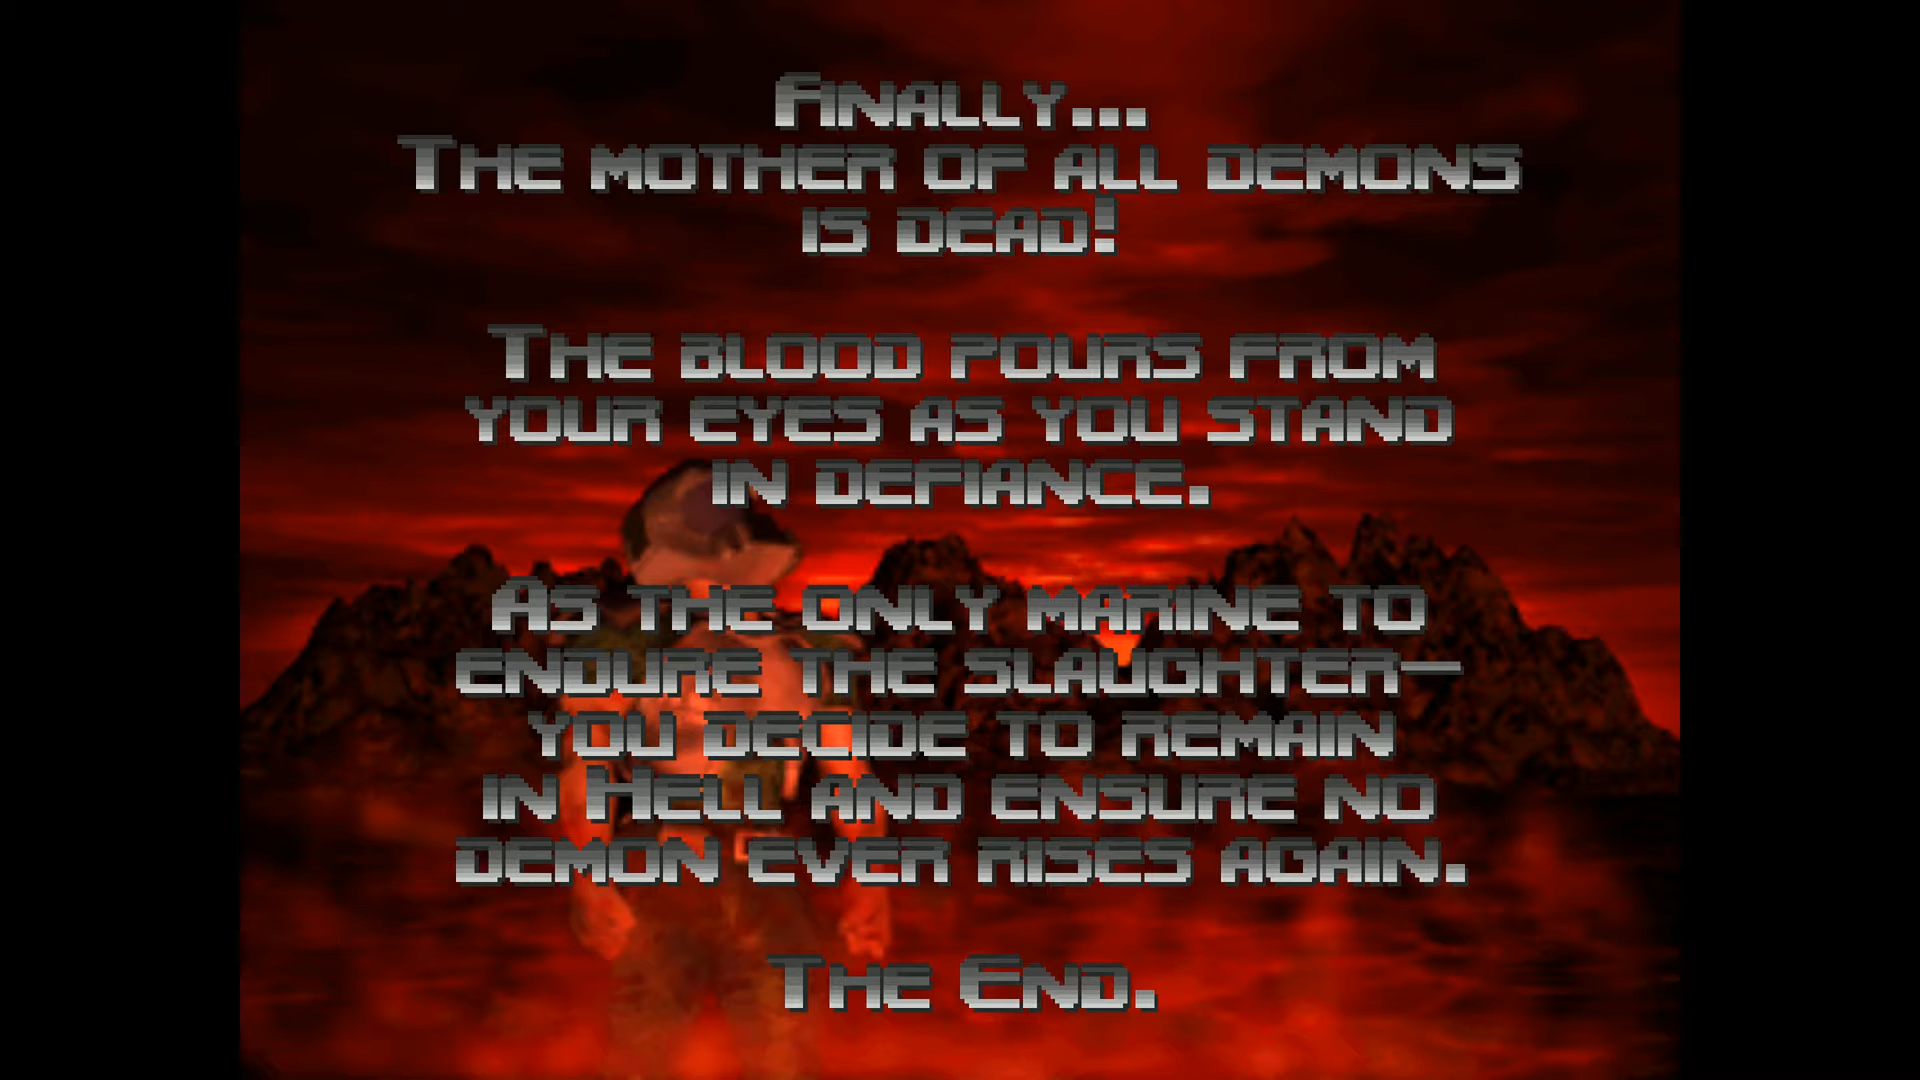 Finally...
The mother of all demons
is dead!
The blood pours from
your eyes as you stand
in defiance.
As the only marine to
endure the slaughter—
you decide to remain
in Hell and ensure no
demon ever rises again.
The End.